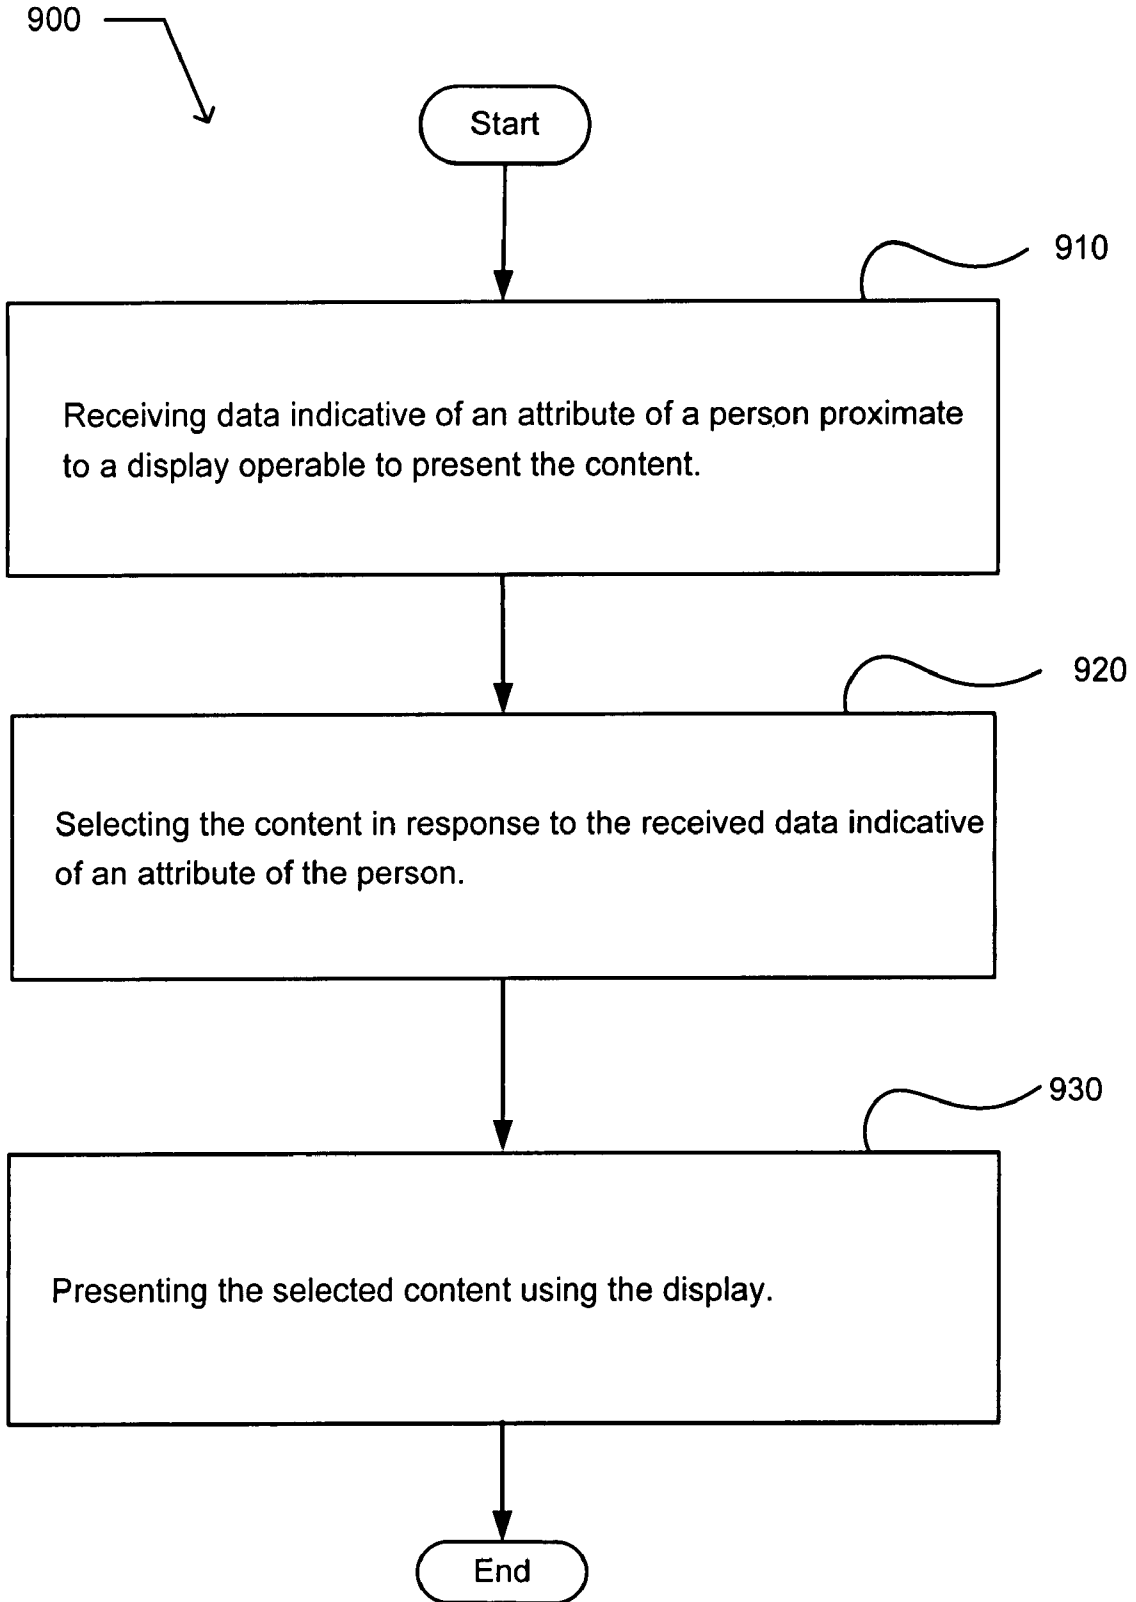 900
Start
910
Receiving data indicative of an attribute of a person proximate
to a display operable to present the content.
920
Selecting the content in response to the received data indicative
of an attribute of the person.
930
Presenting the selected content using the display.
End